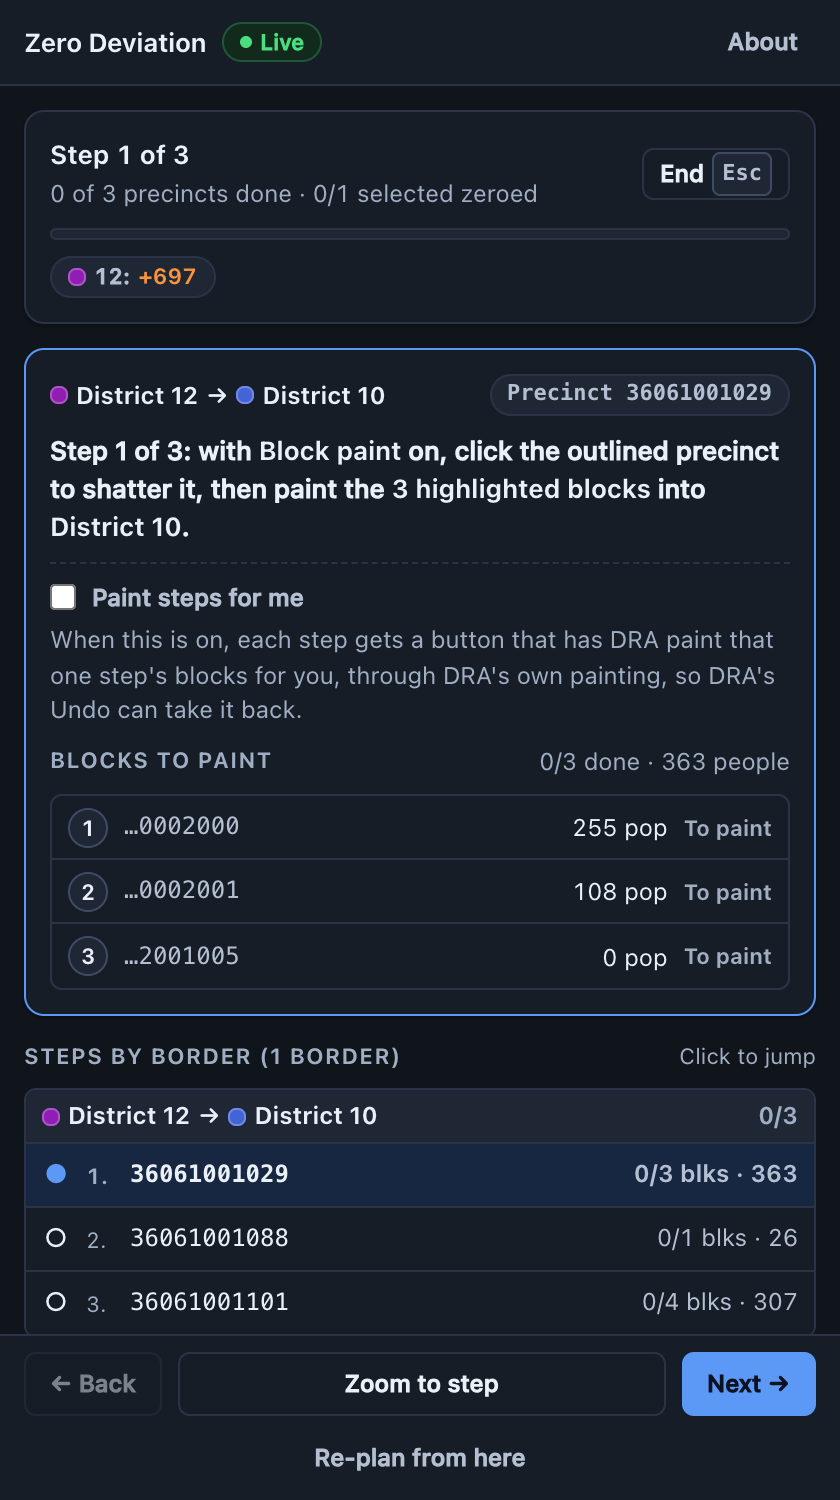 Zero Deviation Live About
Step 1 of 3
0 of 3 precincts done · 0/1 selected zeroed
End Esc
12: +697
District 12 → District 10 Precinct 36061001029
Step 1 of 3: with Block paint on, click the outlined precinct
to shatter it, then paint the 3 highlighted blocks into
District 10.
Paint steps for me
When this is on, each step gets a button that has DRA paint that
one step's blocks for you, through DRA's own painting, so DRA's
Undo can take it back.
BLOCKS TO PAINT 0/3 done · 363 people
1 …0002000 255 pop To paint
2 …0002001 108 pop To paint
3 …2001005 0 pop To paint
STEPS BY BORDER (1 BORDER) Click to jump
District 12 → District 10 0/3
1. 36061001029 0/3 blks · 363
2. 36061001088 0/1 blks · 26
3. 36061001101 0/4 blks · 307
← Back Zoom to step Next →
Re-plan from here